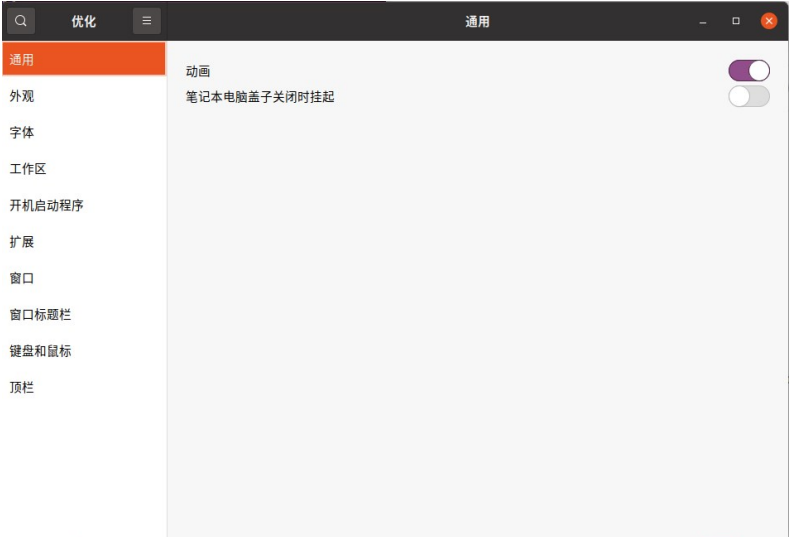 优化
通用
通用
外观
字体
工作区
开机启动程序
扩展
窗口
窗口标题栏
键盘和鼠标
顶栏
动画
笔记本电脑盖子关闭时挂起